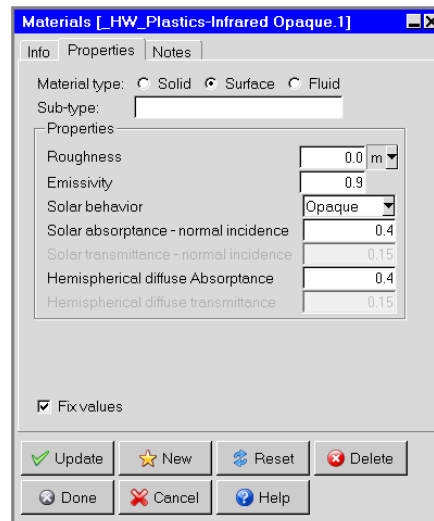 Materials [_HW_Plastics-Infrared Opaque.1]
Info Properties Notes
Material type: Solid Surface Fluid
Sub-type:
Properties
Roughness 0.0 m
Emissivity 0.9
Solar behavior Opaque
Solar absorptance - normal incidence 0.4
Solar transmittance - normal incidence 0.15
Hemispherical diffuse Absorptance 0.4
Hemispherical diffuse transmittance 0.15
Fix values
Update New Reset Delete
Done Cancel Help